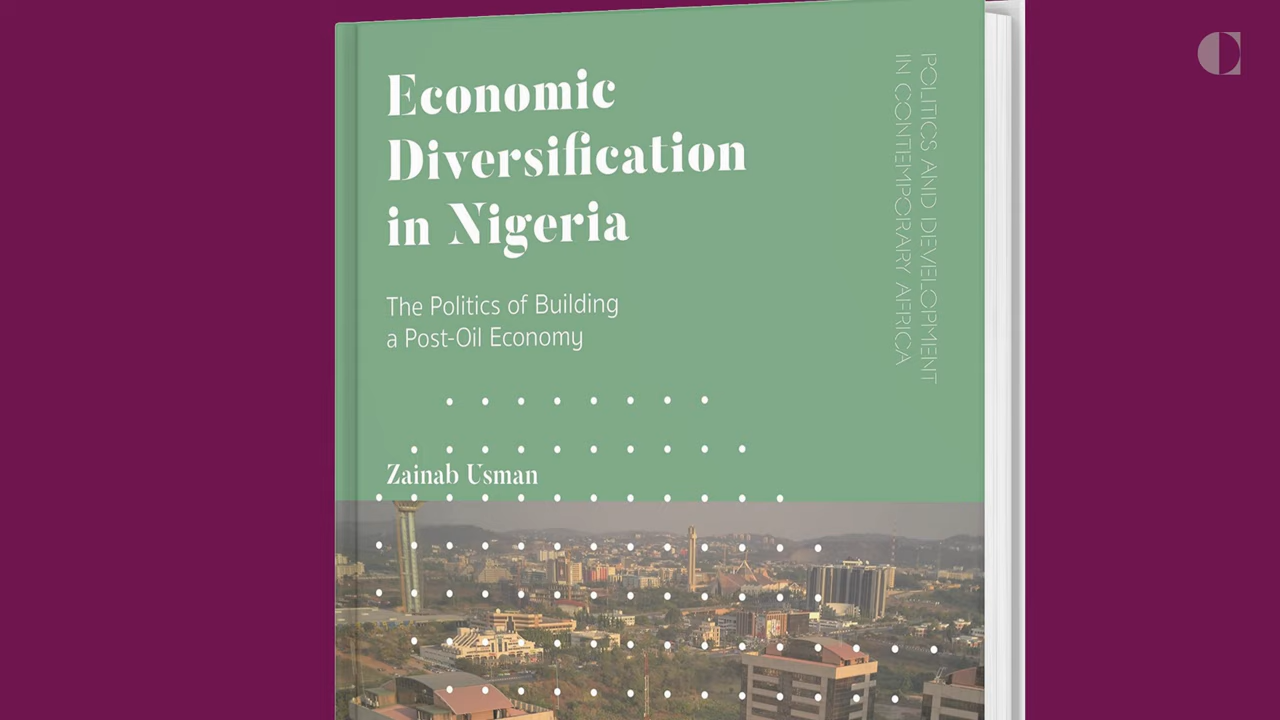 Economic
Diversification
in Nigeria
The Politics of Building
a Post-Oil Economy
Zainab Usman
POLITICS AND DEVELOPMENT
IN CONTEMPORARY AFRICA